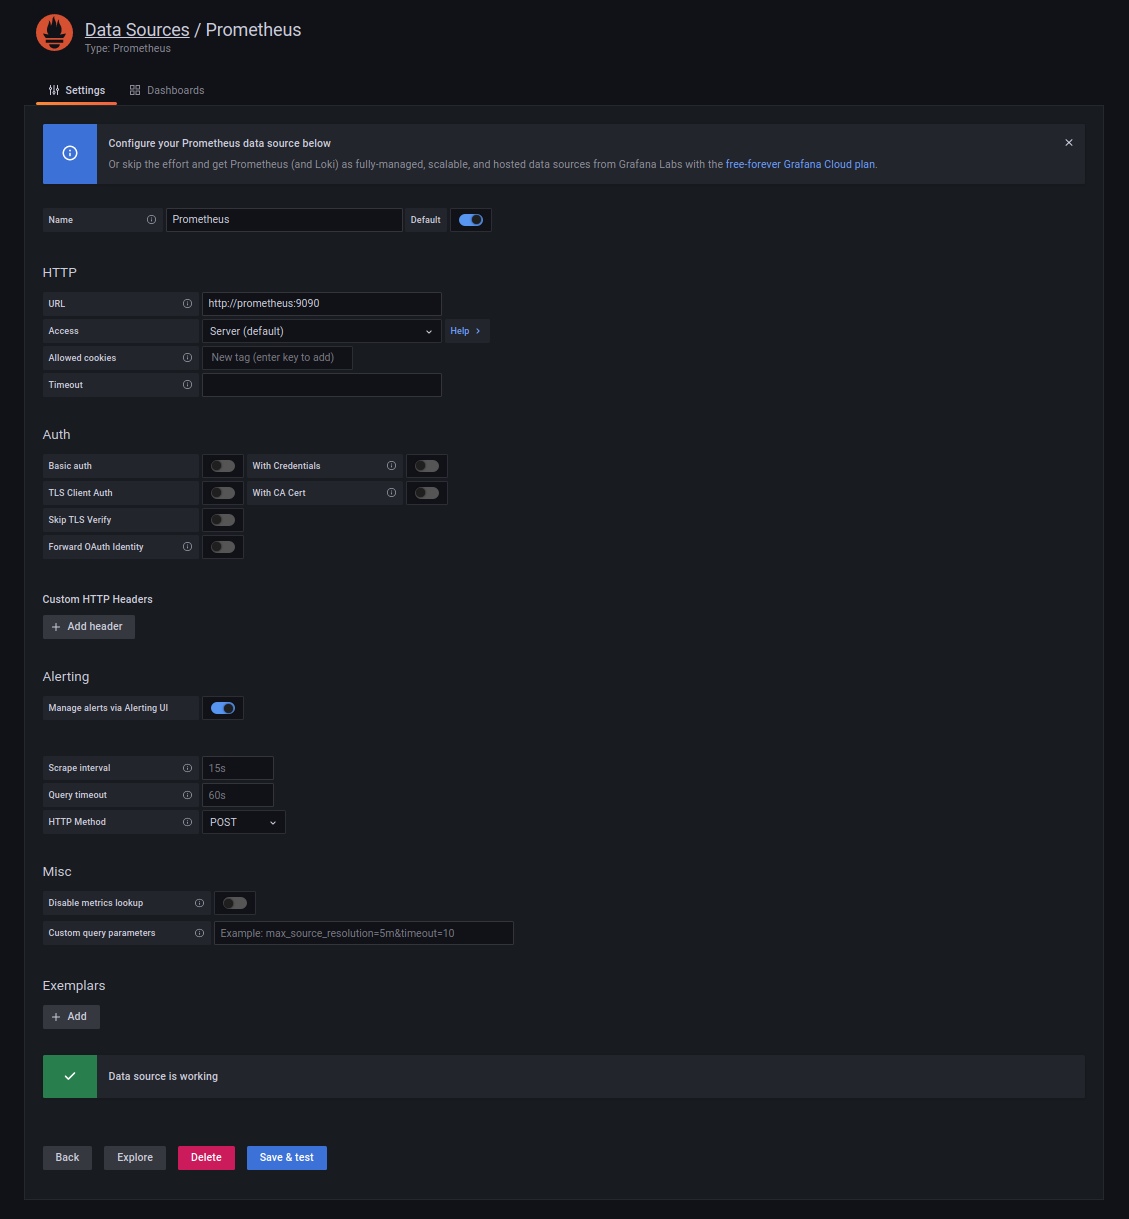 Data Sources / Prometheus
Type: Prometheus
Settings Dashboards
Configure your Prometheus data source below
Or skip the effort and get Prometheus (and Loki) as fully-managed, scalable, and hosted data sources from Grafana Labs with the free-forever Grafana Cloud plan.
Name Prometheus Default
HTTP
URL http://prometheus:9090
Access Server (default) Help
Allowed cookies New tag (enter key to add)
Timeout
Auth
Basic auth With Credentials
TLS Client Auth With CA Cert
Skip TLS Verify
Forward OAuth Identity
Custom HTTP Headers
Add header
Alerting
Manage alerts via Alerting UI
Scrape interval 15s
Query timeout 60s
HTTP Method POST
Misc
Disable metrics lookup
Custom query parameters Example: max_source_resolution=5m&timeout=10
Exemplars
Add
Data source is working
Back Explore Delete Save & test